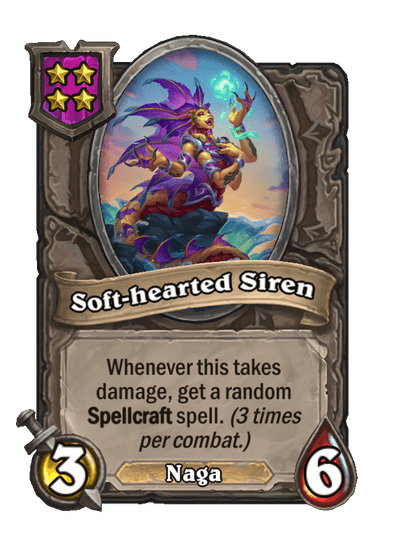 Soft-hearted Siren
Whenever this takes
damage, get a random
Spellcraft spell. (3 times
per combat.)
3
Naga
6